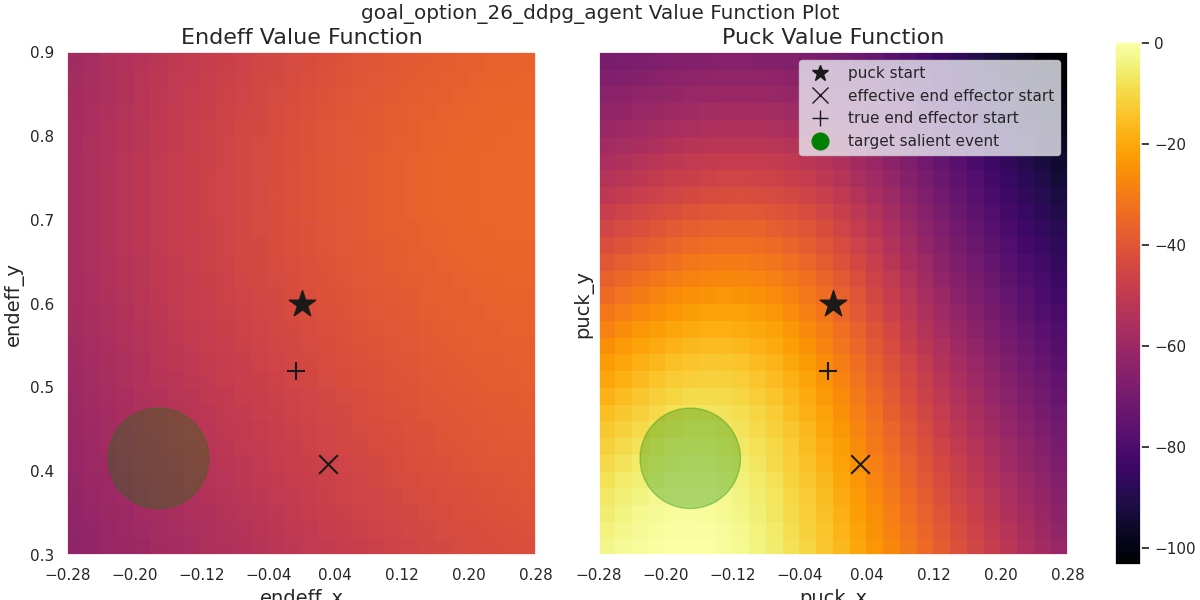 goal_option_26_ddpg_agent Value Function Plot
Endeff Value Function
Puck Value Function
puck start
effective end effector start
true end effector start
target salient event
endeff_y
0.9
0.8
0.7
0.6
0.5
0.4
0.3
−0.28 −0.20 −0.12 −0.04 0.04 0.12 0.20 0.28
endeff_x
puck_y
−0.28 −0.20 −0.12 −0.04 0.04 0.12 0.20 0.28
puck_x
0
−20
−40
−60
−80
−100